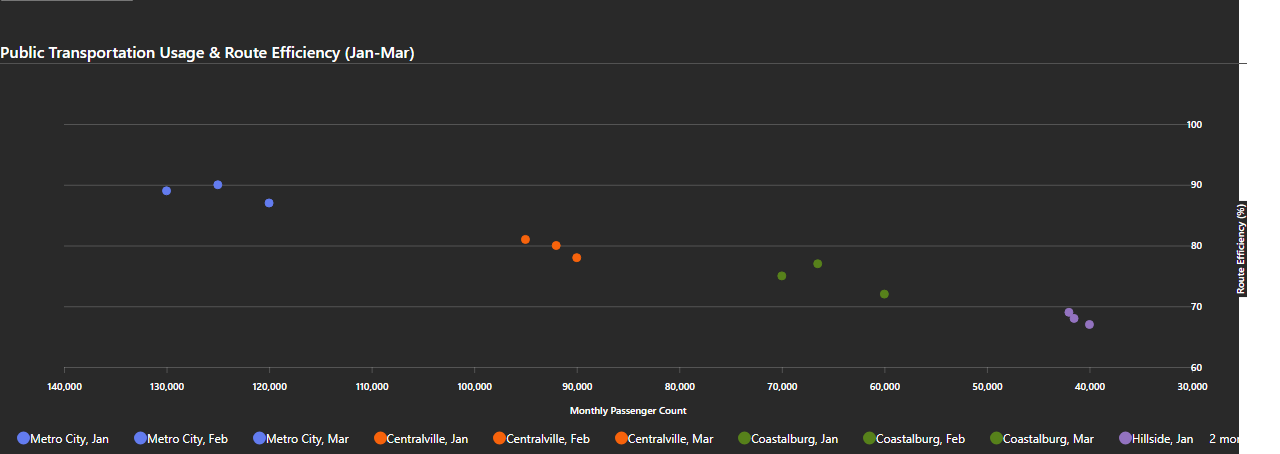 Public Transportation Usage & Route Efficiency (Jan-Mar)
100
90
80
70
60
Route Efficiency (%)
140,000 130,000 120,000 110,000 100,000 90,000 80,000 70,000 60,000 50,000 40,000 30,000
Monthly Passenger Count
Metro City, Jan Metro City, Feb Metro City, Mar Centralville, Jan Centralville, Feb Centralville, Mar Coastalburg, Jan Coastalburg, Feb Coastalburg, Mar Hillside, Jan 2 mor